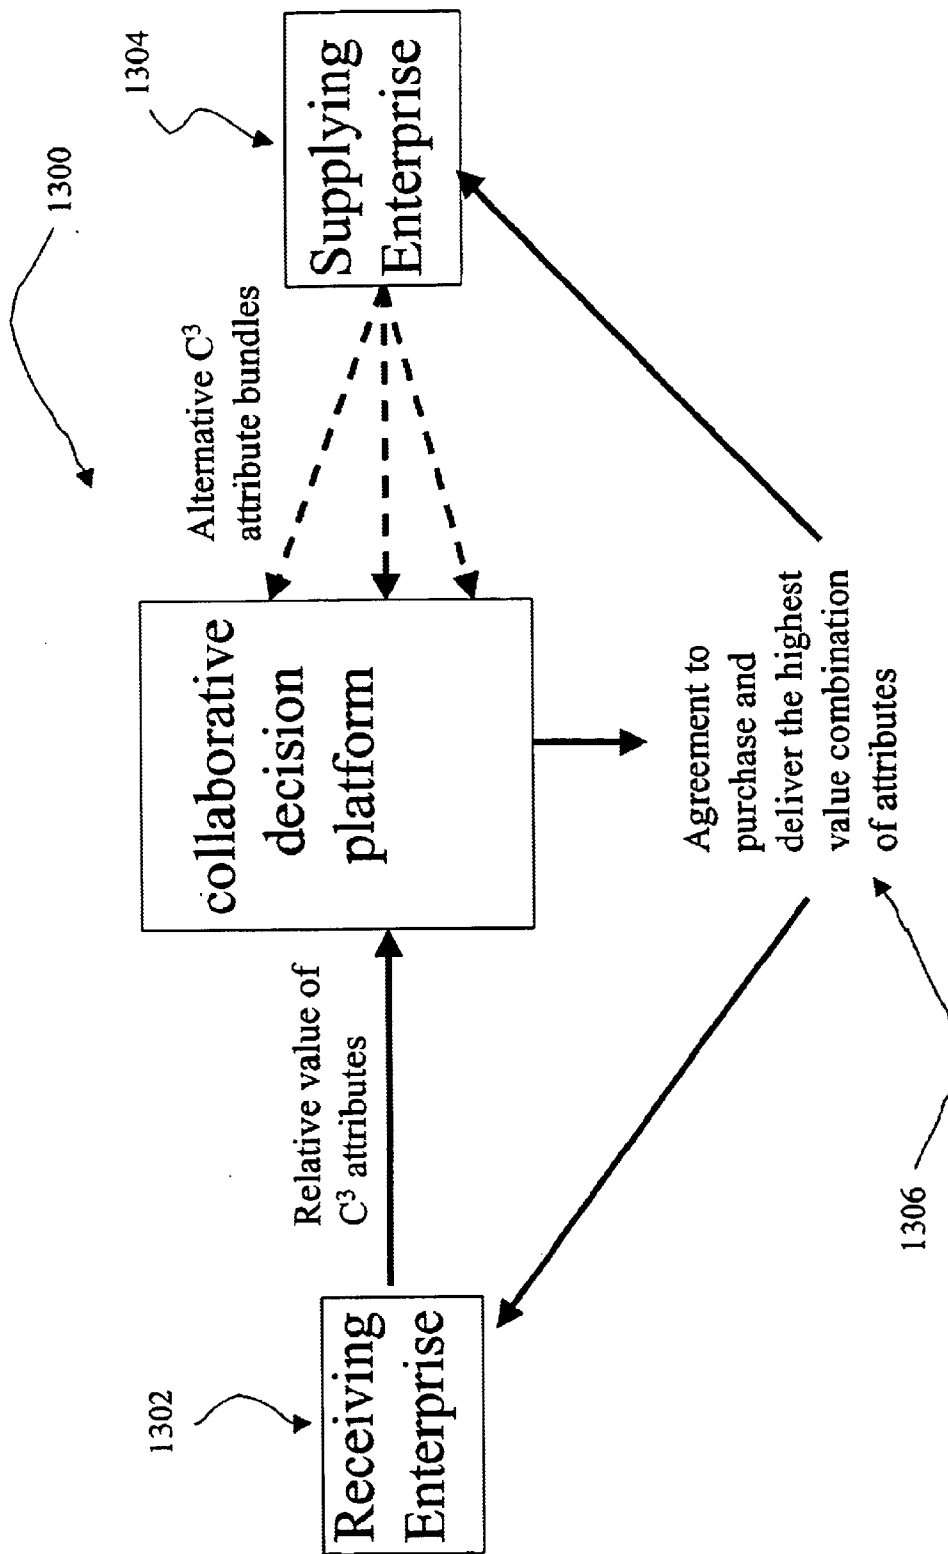 1300
1304
Supplying
Enterprise
Alternative C³
attribute bundles
collaborative
decision
platform
Relative value of
C³ attributes
1302
Receiving
Enterprise
Agreement to
purchase and
deliver the highest
value combination
of attributes
1306